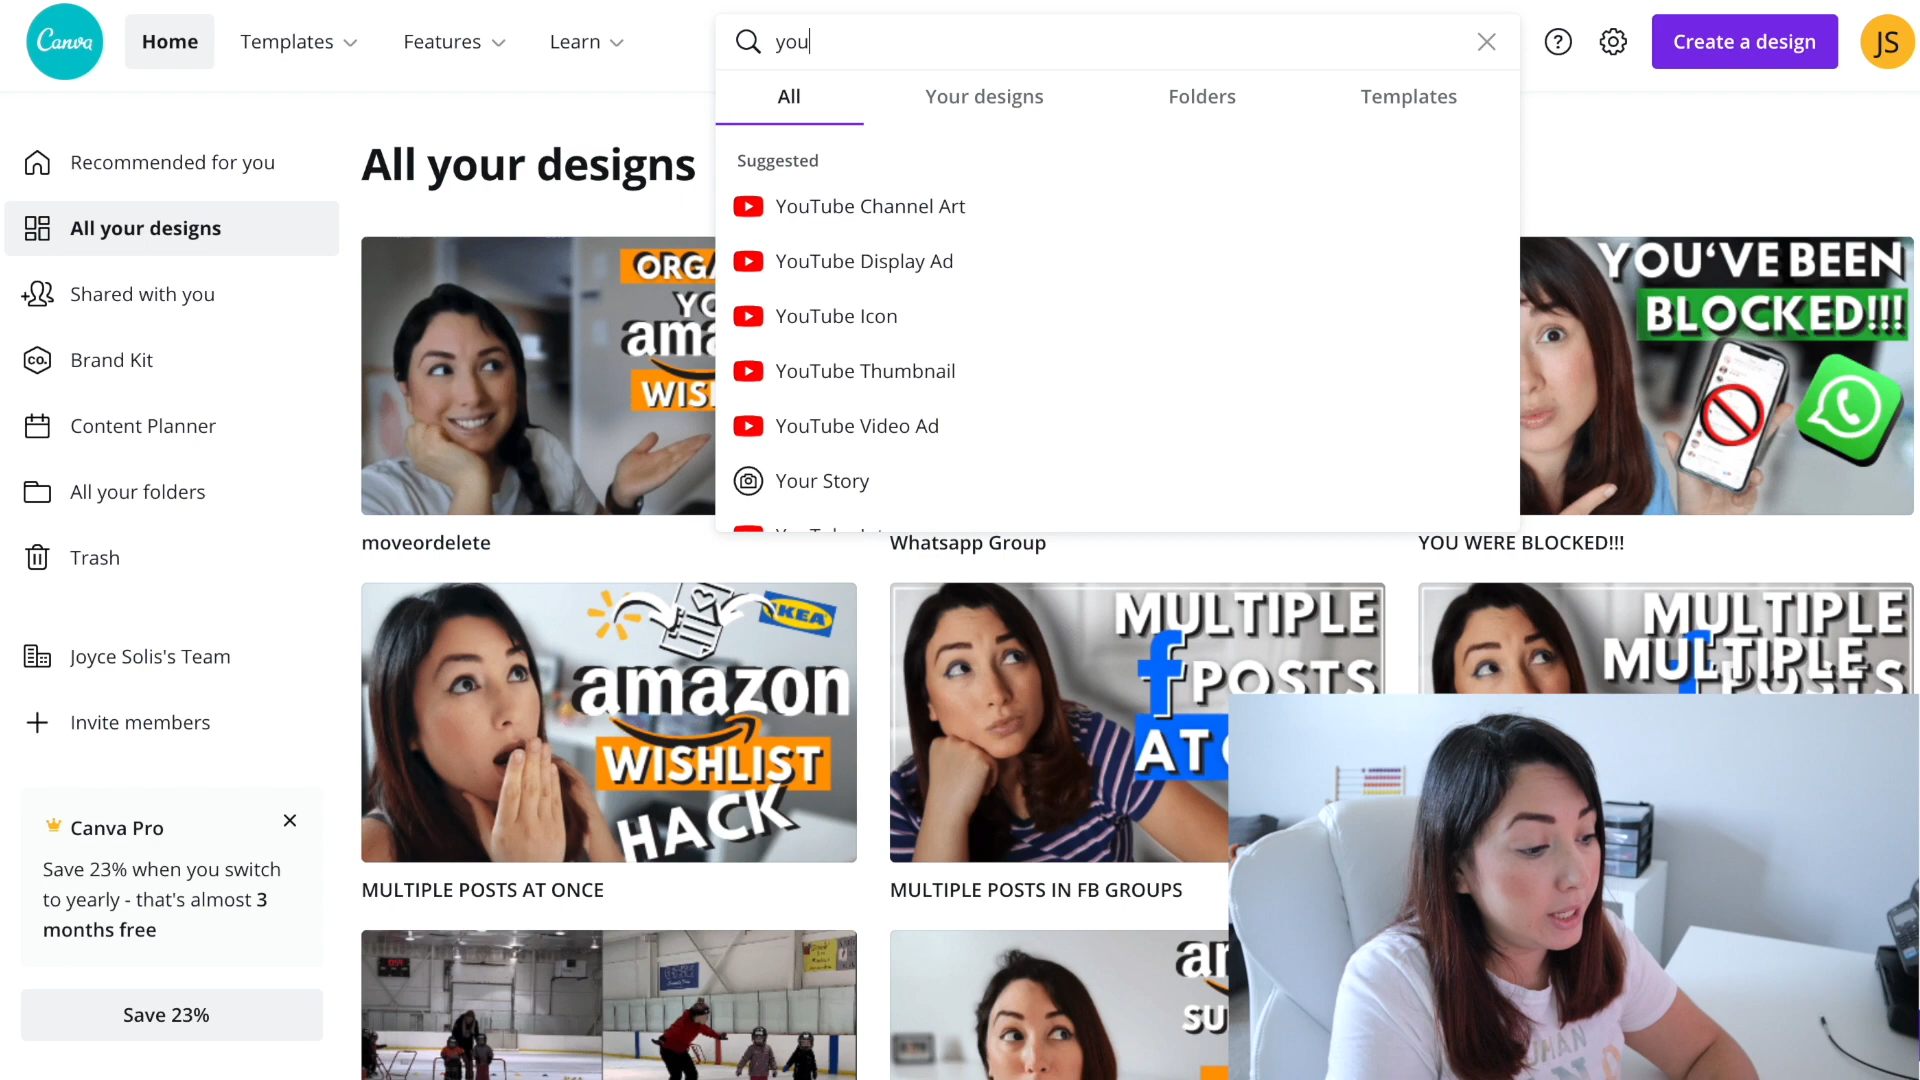 Canva
Home
Templates
Features
Learn
you
Create a design
JS
All
Your designs
Folders
Templates
Suggested
YouTube Channel Art
YouTube Display Ad
YouTube Icon
YouTube Thumbnail
YouTube Video Ad
Your Story
Recommended for you
All your designs
Shared with you
CO.
Brand Kit
Content Planner
All your folders
Trash
Joyce Solis's Team
Invite members
Canva Pro
Save 23% when you switch
to yearly - that's almost 3
months free
Save 23%
All your designs
YOU'VE BEEN
BLOCKED!!!
moveordelete
Whatsapp Group
YOU WERE BLOCKED!!!
IKEA
amazon
WISHLIST
HACK
MULTIPLE
POSTS
AT
MULTIPLE
MULTIPLE
POSTS
MULTIPLE POSTS AT ONCE
MULTIPLE POSTS IN FB GROUPS